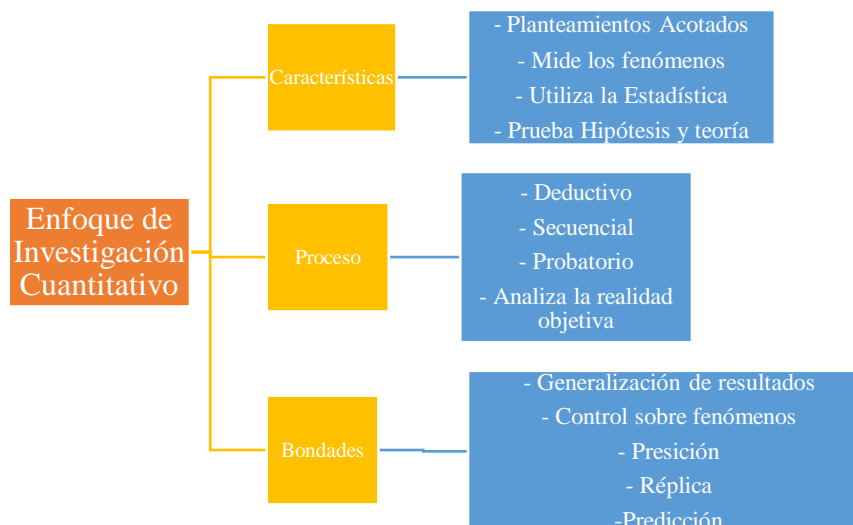 Enfoque de
Investigación
Cuantitativo
Característícas
- Planteamientos Acotados
- Mide los fenómenos
- Utiliza la Estadística
- Prueba Hipótesis y teoría
Proceso
- Deductivo
- Secuencial
- Probatorio
- Analiza la realidad
objetiva
Bondades
- Generalización de resultados
- Control sobre fenómenos
- Presición
- Réplica
-Predicción